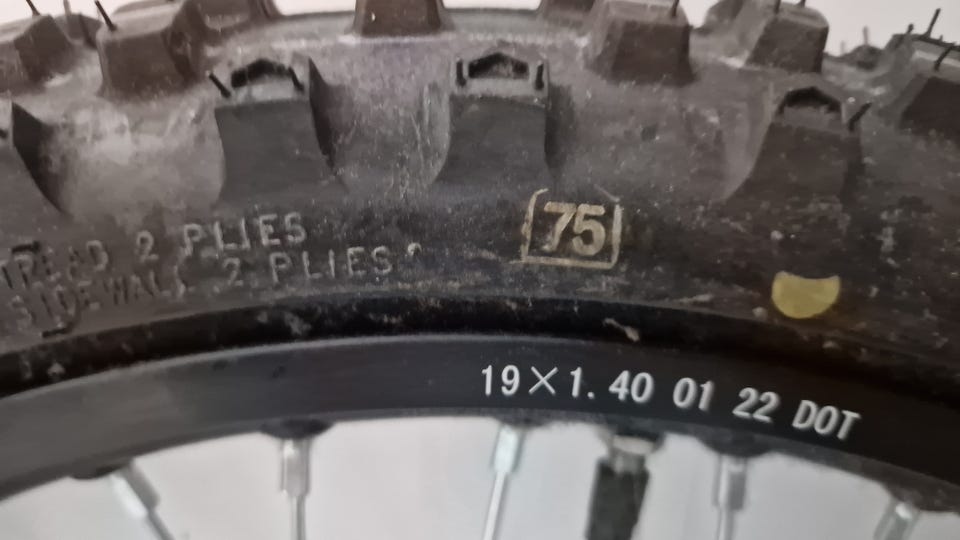 TREAD 2 PLIES
SIDEWALL 2 PLIES
75
19×1.40 01 22 DOT